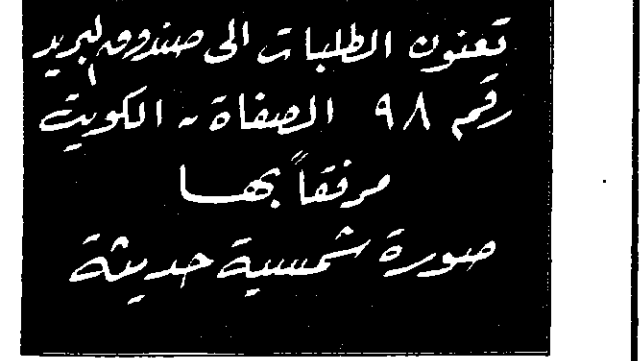 تعنون الطلبات الى صندوق البريد
رقم ٩٨ الصفاة - الكويت
مرفقاً بها
صورة شمسية حديثة